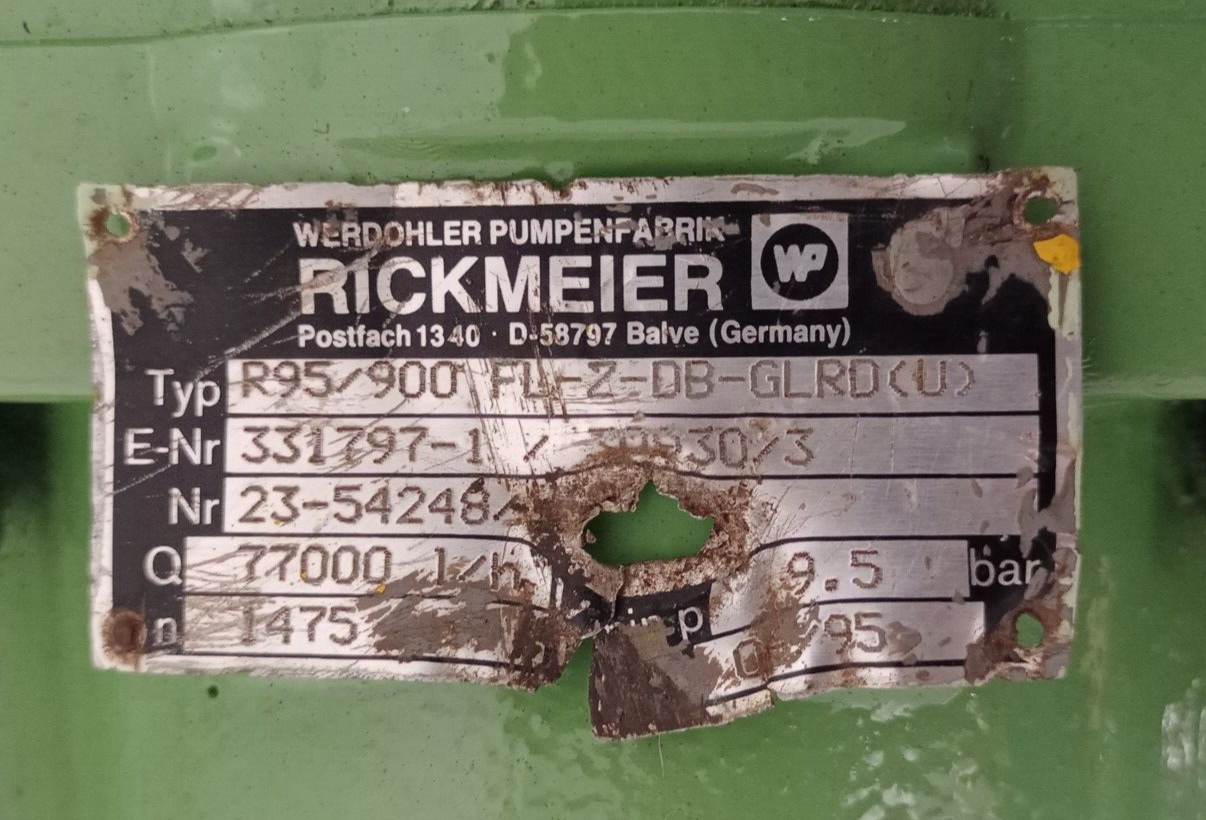 WERDOHLER PUMPENFABRIK
WP
RICKMEIER
Postfach 1340 · D-58797 Balve (Germany)
Typ R95/900 FL-Z-DB-GLRD(U)
E-Nr 331797-1 /
Nr 23-54248/
Q 77000 l/h p 9.5 bar
n 1475